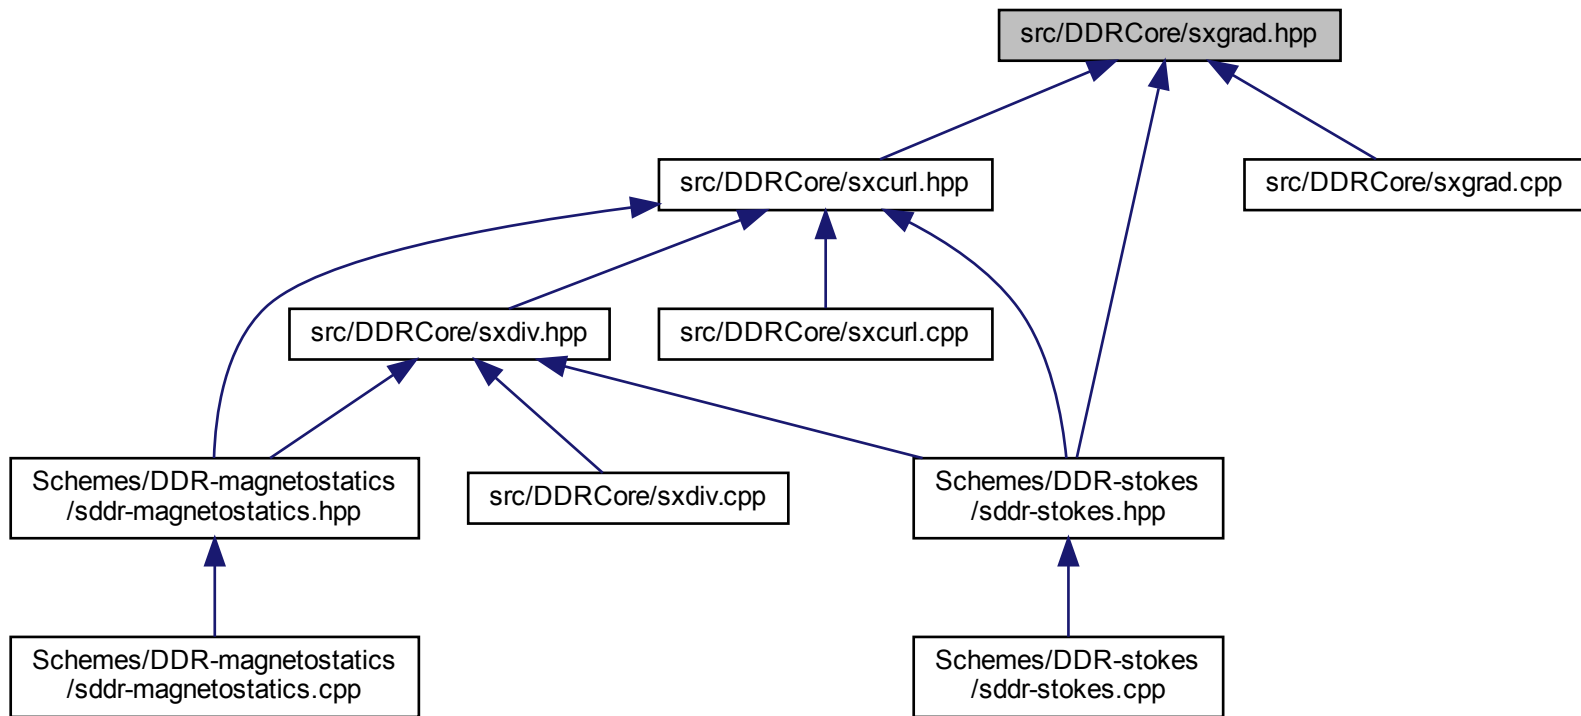 src/DDRCore/sxgrad.hpp
src/DDRCore/sxcurl.hpp
src/DDRCore/sxgrad.cpp
src/DDRCore/sxdiv.hpp
src/DDRCore/sxcurl.cpp
Schemes/DDR-magnetostatics
/sddr-magnetostatics.hpp
src/DDRCore/sxdiv.cpp
Schemes/DDR-stokes
/sddr-stokes.hpp
Schemes/DDR-magnetostatics
/sddr-magnetostatics.cpp
Schemes/DDR-stokes
/sddr-stokes.cpp